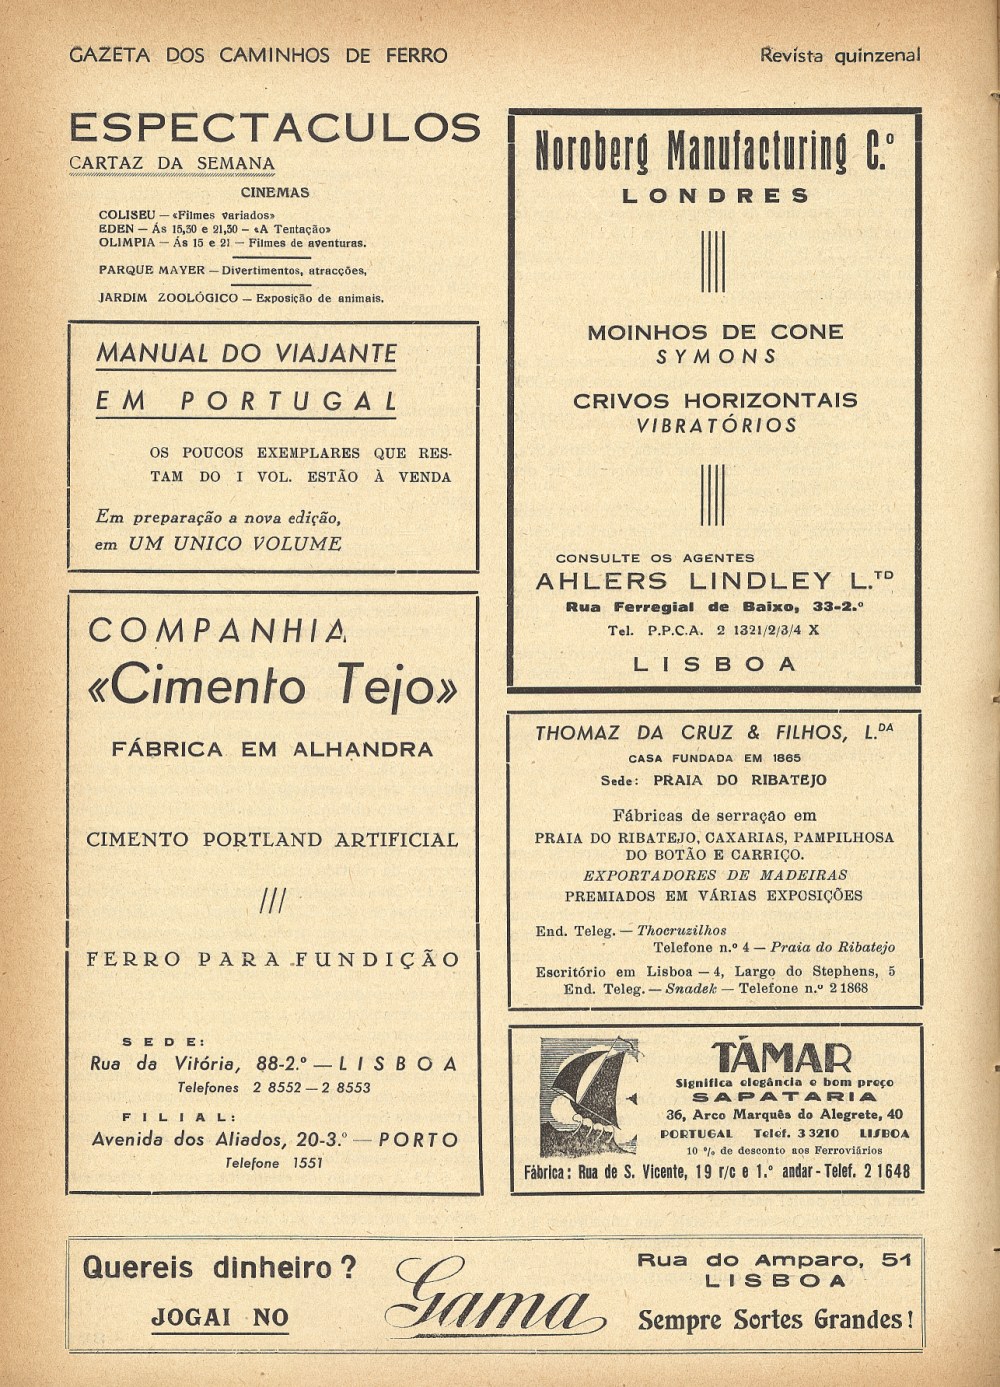 GAZETA DOS CAMINHOS DE FERRO
Revista quinzenal
ESPECTACULOS
CARTAZ DA SEMANA
CINEMAS
COLISEU — «Filmes variados»
EDEN — Ás 15,30 e 21,30 — «A Tentação»
OLIMPIA — Ás 15 e 21 — Filmes de aventuras.
PARQUE MAYER — Divertimentos, atracções,
JARDIM ZOOLÓGICO — Exposição de animais.
MANUAL DO VIAJANTE
EM PORTUGAL
OS POUCOS EXEMPLARES QUE RES-
TAM DO I VOL. ESTÃO À VENDA
Em preparação a nova edição,
em UM UNICO VOLUME
COMPANHIA
«Cimento Tejo»
FÁBRICA EM ALHANDRA
CIMENTO PORTLAND ARTIFICIAL
///
FERRO PARA FUNDIÇÃO
SEDE:
Rua da Vitória, 88-2.º — LISBOA
Telefones 2 8552 — 2 8553
FILIAL:
Avenida dos Aliados, 20-3.º — PORTO
Telefone 1551
Noroberg Manufacturing C.º
LONDRES
MOINHOS DE CONE
SYMONS
CRIVOS HORIZONTAIS
VIBRATÓRIOS
CONSULTE OS AGENTES
AHLERS LINDLEY L.TD
Rua Ferregial de Baixo, 33-2.º
Tel. P.P.C.A. 2 1321/2/3/4 X
LISBOA
THOMAZ DA CRUZ & FILHOS, L.DA
CASA FUNDADA EM 1865
Sede: PRAIA DO RIBATEJO
Fábricas de serração em
PRAIA DO RIBATEJO, CAXARIAS, PAMPILHOSA
DO BOTÃO E CARRIÇO.
EXPORTADORES DE MADEIRAS
PREMIADOS EM VÁRIAS EXPOSIÇÕES
End. Teleg. — Thocruzilhos
Telefone n.º 4 — Praia do Ribatejo
Escritório em Lisboa — 4, Largo do Stephens, 5
End. Teleg. — Snadek — Telefone n.º 2 1868
TÁMAR
Significa elegância e bom preço
SAPATARIA
36, Arco Marquês do Alegrete, 40
PORTUGAL Teléf. 3 3210 LISBOA
10 % de desconto aos Ferroviários
Fábrica: Rua de S. Vicente, 19 r/c e 1.º andar - Telef. 2 1648
Quereis dinheiro?
JOGAI NO
Gama
Rua do Amparo, 51
LISBOA
Sempre Sortes Grandes!